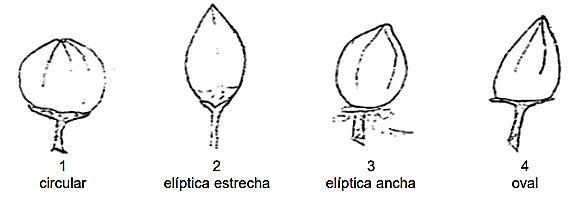 1 2 3 4
circular elíptica estrecha elíptica ancha oval